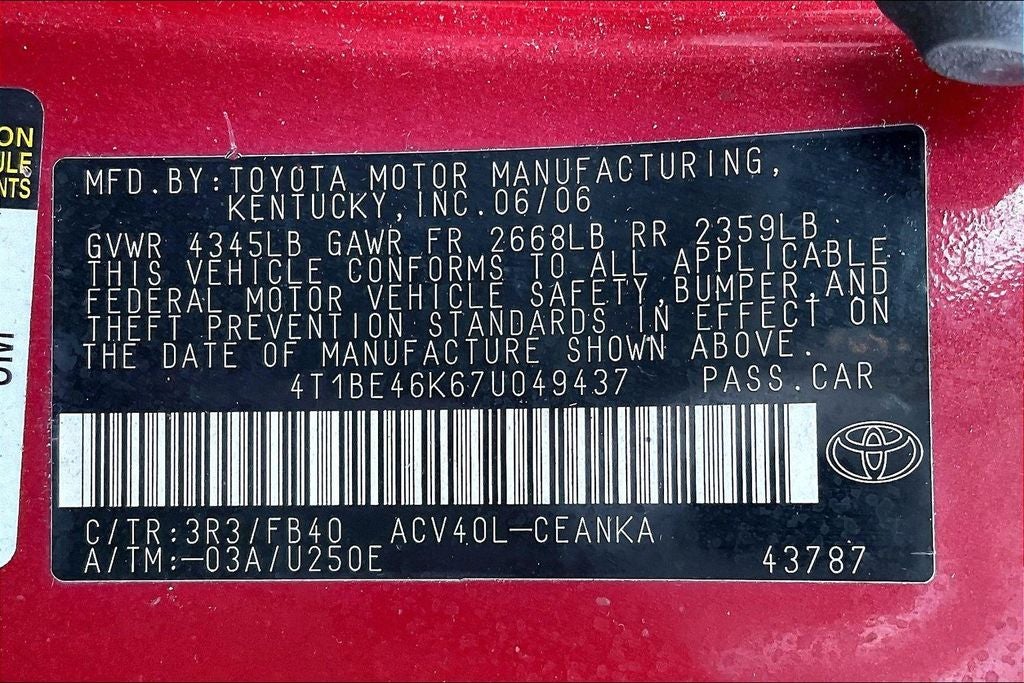 ON
ULE
NTS
MFD.BY:TOYOTA MOTOR MANUFACTURING,
KENTUCKY,INC.06/06
GVWR 4345LB GAWR FR 2668LB RR 2359LB
THIS VEHICLE CONFORMS TO ALL APPLICABLE
FEDERAL MOTOR VEHICLE SAFETY,BUMPER,AND
THEFT PREVENTION STANDARDS IN EFFECT ON
THE DATE OF MANUFACTURE SHOWN ABOVE.
4T1BE46K67U049437 PASS.CAR
C/TR:3R3/FB40 ACV40L-CEANKA
A/TM:-03A/U250E 43787